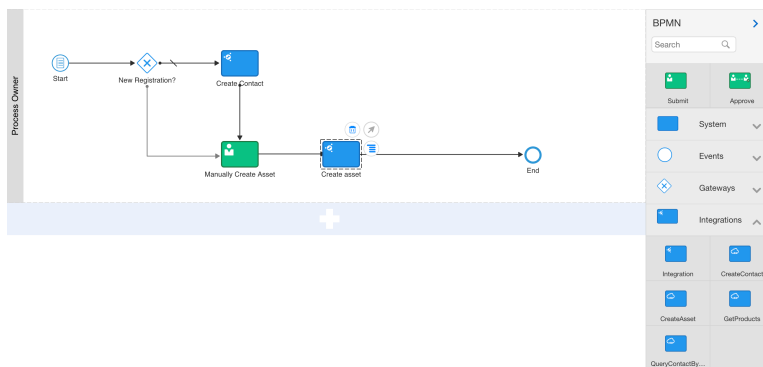 Process Owner
Start
New Registration?
Create Contact
Manually Create Asset
Create asset
End
BPMN
Search
Submit
Approve
System
Events
Gateways
Integrations
Integration
CreateContact
CreateAsset
GetProducts
QueryContactBy...